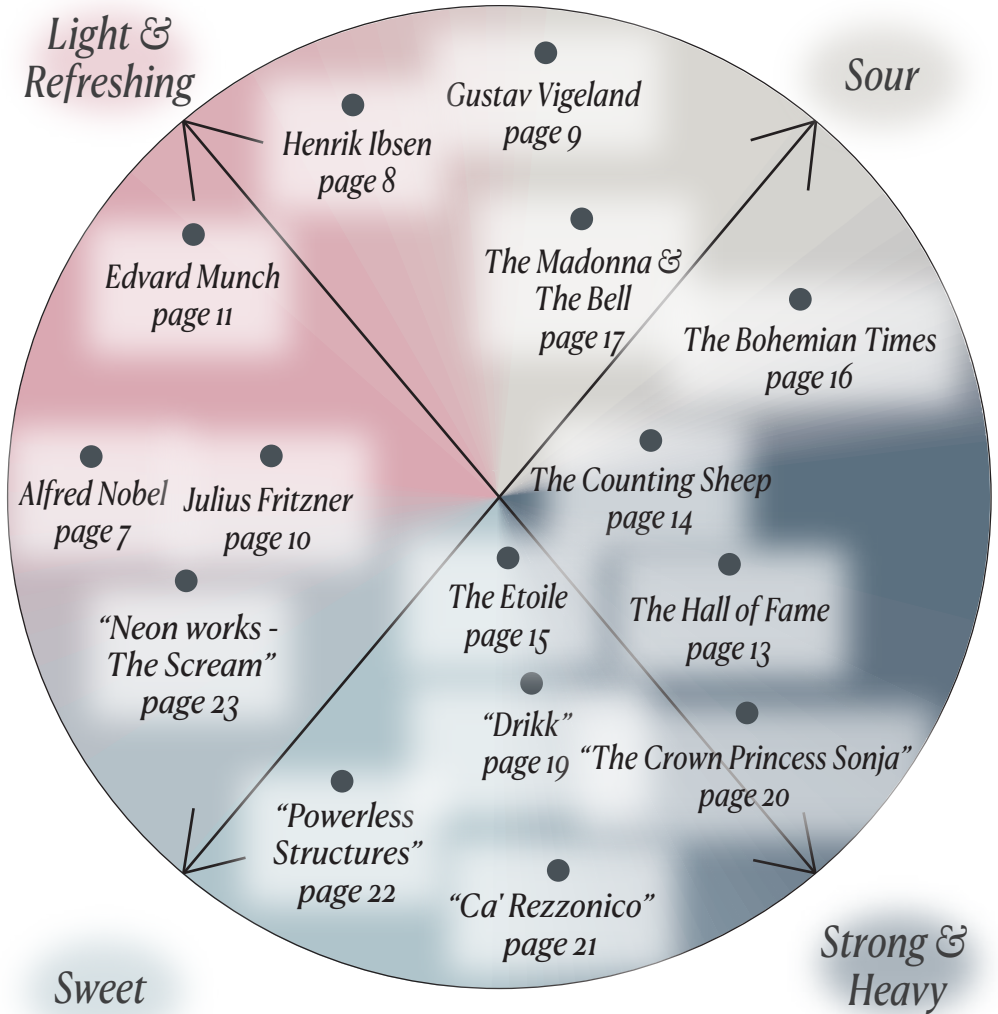 Light &
Refreshing
Sour
Gustav Vigeland
page 9
Henrik Ibsen
page 8
The Madonna &
The Bell
page 17
Edvard Munch
page 11
The Bohemian Times
page 16
The Counting Sheep
page 14
Alfred Nobel
page 7
Julius Fritzner
page 10
The Etoile
page 15
The Hall of Fame
page 13
“Neon works -
The Scream”
page 23
“Drikk”
page 19
“The Crown Princess Sonja”
page 20
“Powerless
Structures”
page 22
“Ca' Rezzonico”
page 21
Strong &
Heavy
Sweet